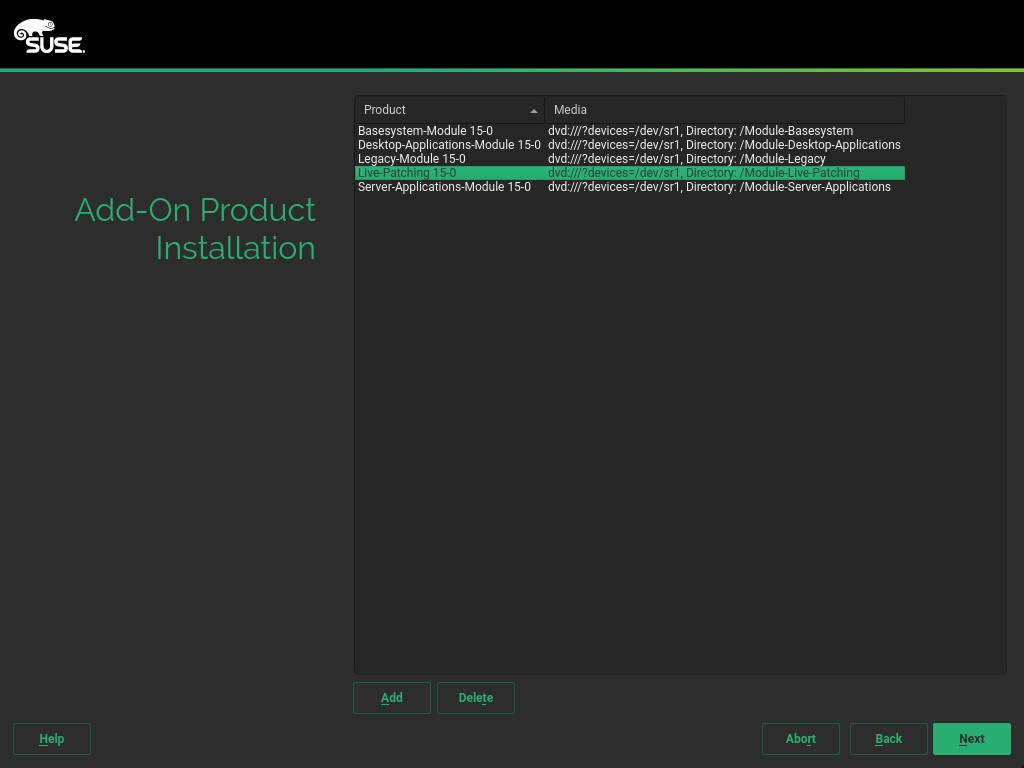 SUSE.
Product Media
Basesystem-Module 15-0 dvd:///?devices=/dev/sr1, Directory: /Module-Basesystem
Desktop-Applications-Module 15-0 dvd:///?devices=/dev/sr1, Directory: /Module-Desktop-Applications
Legacy-Module 15-0 dvd:///?devices=/dev/sr1, Directory: /Module-Legacy
Live-Patching 15-0 dvd:///?devices=/dev/sr1, Directory: /Module-Live-Patching
Server-Applications-Module 15-0 dvd:///?devices=/dev/sr1, Directory: /Module-Server-Applications
Add-On Product
Installation
Add Delete
Help Abort Back Next